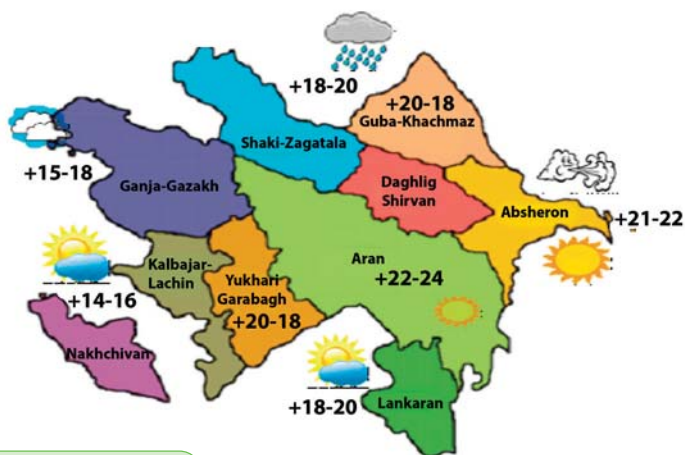 +18-20
+20-18
Guba-Khachmaz
Shaki-Zagatala
+15-18
Ganja-Gazakh
Daghlig
Shirvan
Absheron
+21-22
Kalbajar-
Lachin
Yukhari
Garabagh
+20-18
Aran
+22-24
+14-16
Nakhchivan
+18-20
Lankaran